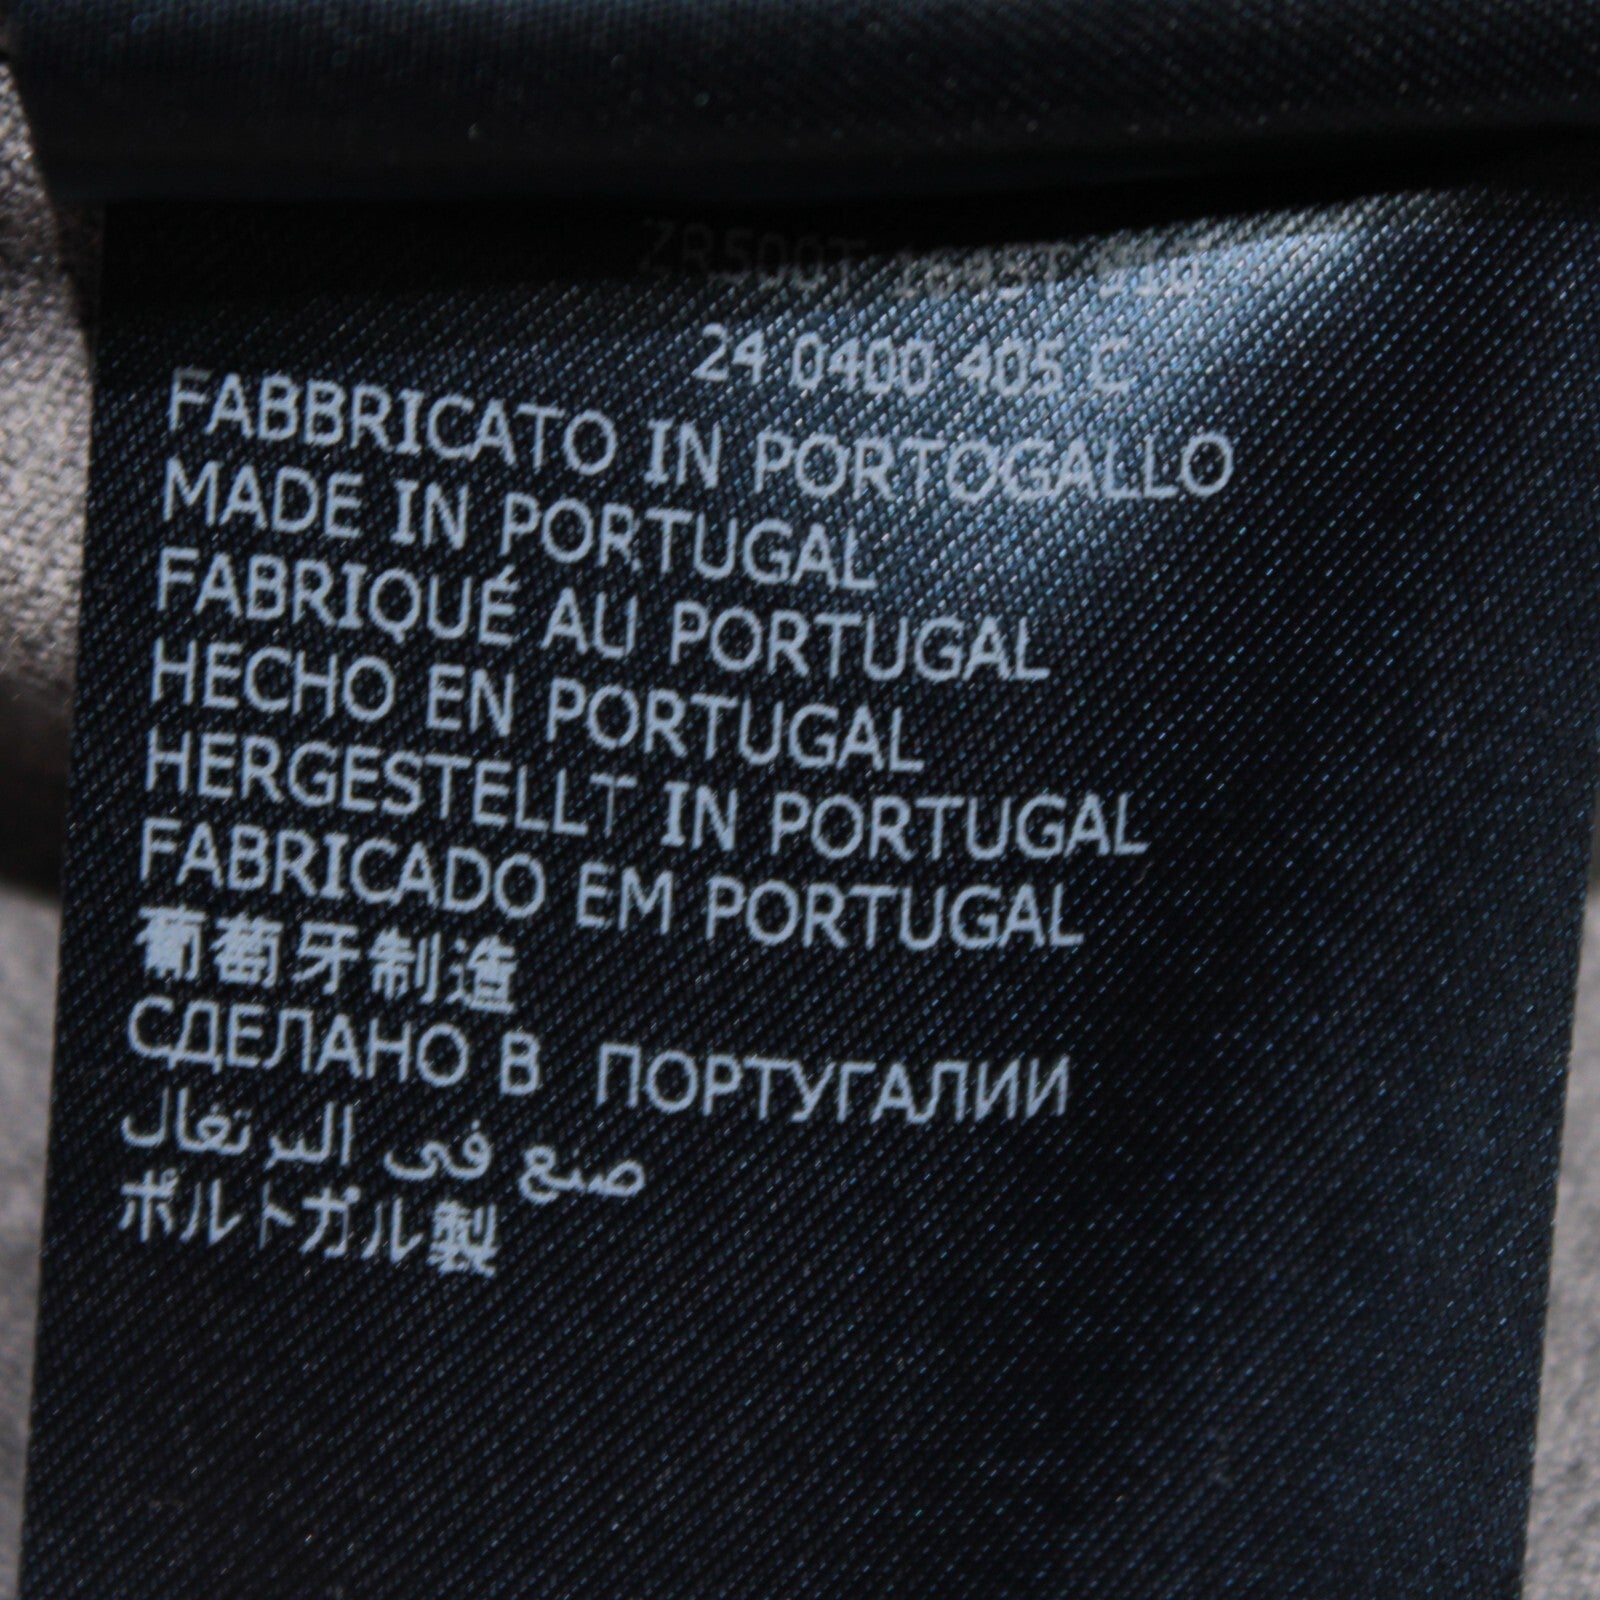 ZR500T
24 0400 405 C
FABBRICATO IN PORTOGALLO
MADE IN PORTUGAL
FABRIQUÉ AU PORTUGAL
HECHO EN PORTUGAL
HERGESTELLT IN PORTUGAL
FABRICADO EM PORTUGAL
葡萄牙制造
СДЕЛАНО В ПОРТУГАЛИИ
صنع في البرتغال
ポルトガル製